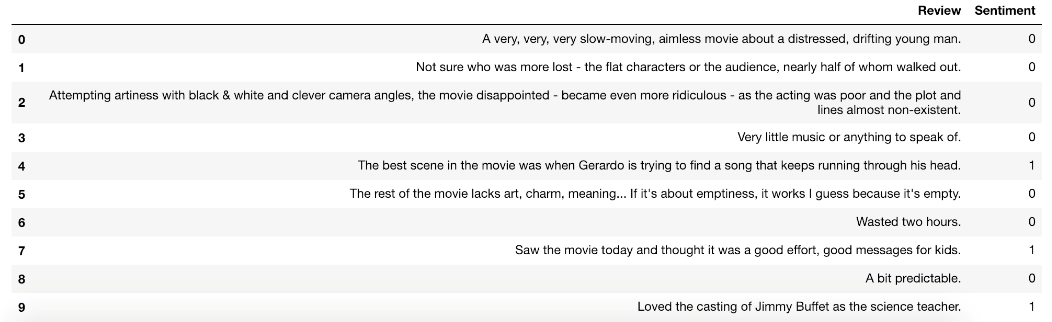 Review Sentiment
0 A very, very, very slow-moving, aimless movie about a distressed, drifting young man. 0
1 Not sure who was more lost - the flat characters or the audience, nearly half of whom walked out. 0
2 Attempting artiness with black & white and clever camera angles, the movie disappointed - became even more ridiculous - as the acting was poor and the plot and 0
lines almost non-existent.
3 Very little music or anything to speak of. 0
4 The best scene in the movie was when Gerardo is trying to find a song that keeps running through his head. 1
5 The rest of the movie lacks art, charm, meaning... If it's about emptiness, it works I guess because it's empty. 0
6 Wasted two hours. 0
7 Saw the movie today and thought it was a good effort, good messages for kids. 1
8 A bit predictable. 0
9 Loved the casting of Jimmy Buffet as the science teacher. 1